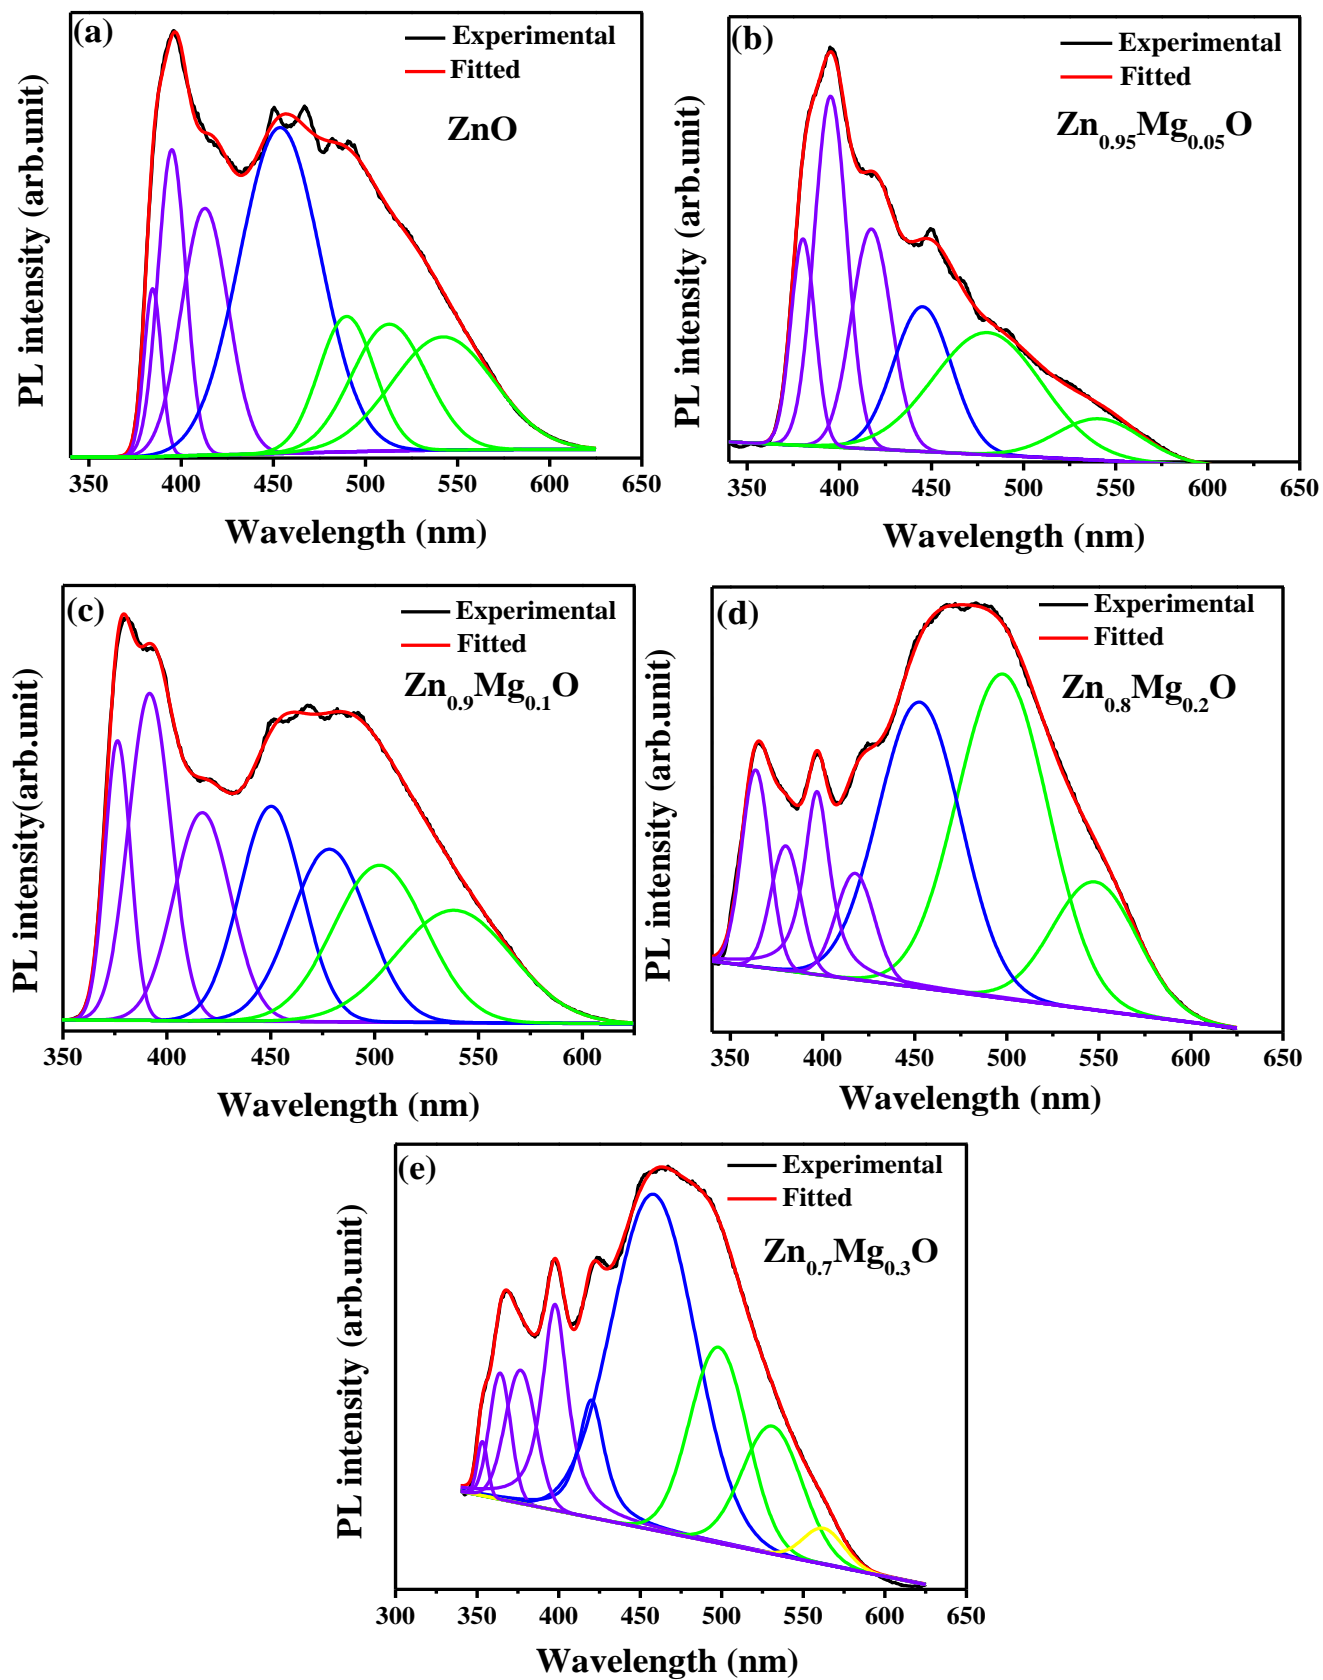 (a)
Experimental
Fitted
ZnO
PL intensity (arb.unit)
350 400 450 500 550 600 650
Wavelength (nm)
(b)
Experimental
Fitted
Zn0.95Mg0.05O
PL intensity (arb.unit)
350 400 450 500 550 600 650
Wavelength (nm)
(c)
Experimental
Fitted
Zn0.9Mg0.1O
PL intensity(arb.unit)
350 400 450 500 550 600
Wavelength (nm)
(d)
Experimental
Fitted
Zn0.8Mg0.2O
PL intensity (arb.unit)
350 400 450 500 550 600 650
Wavelength (nm)
(e)
Experimental
Fitted
Zn0.7Mg0.3O
PL intensity (arb.unit)
300 350 400 450 500 550 600 650
Wavelength (nm)